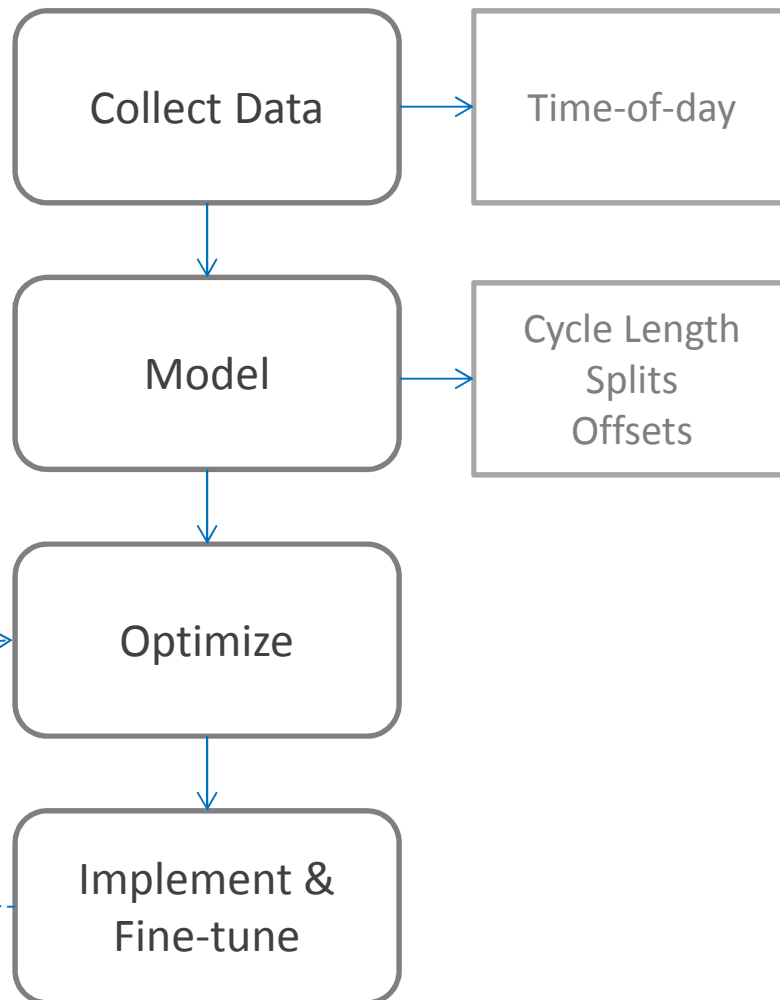 Collect Data
Time-of-day
Model
Cycle Length
Splits
Offsets
Optimize
Implement &
Fine-tune